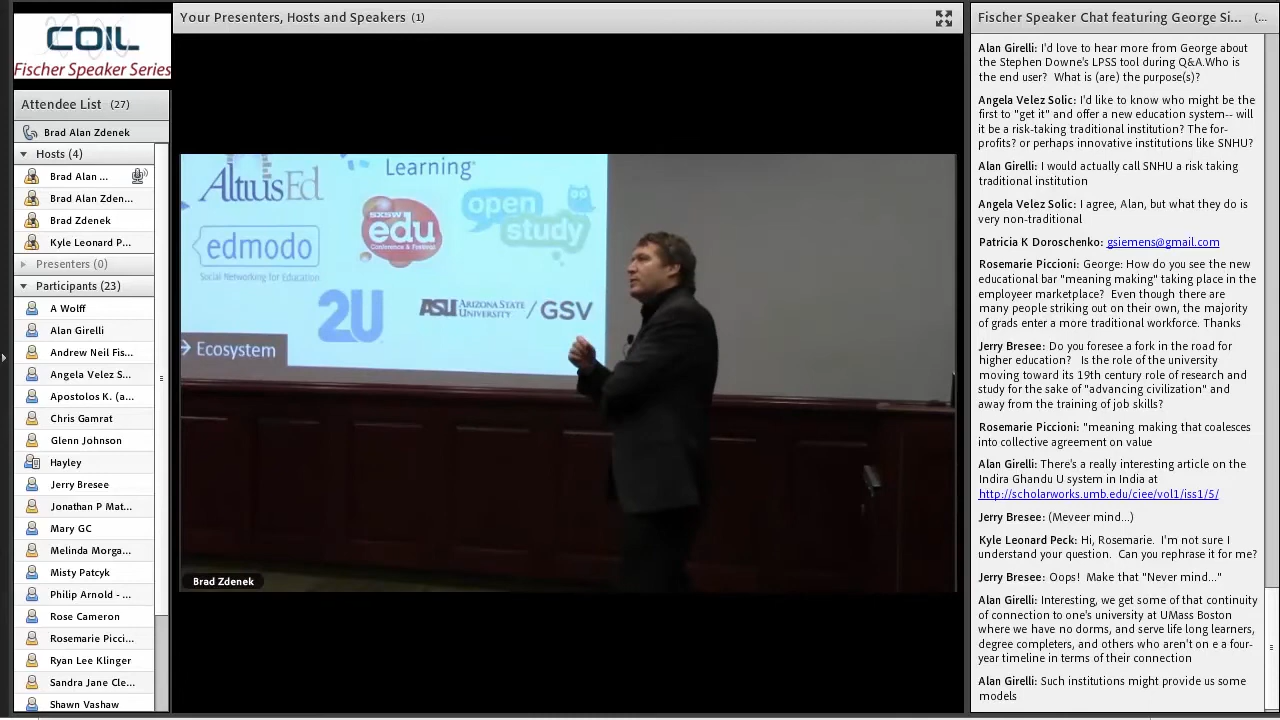 COIL
Fischer Speaker Series
Attendee List (27)
Brad Alan Zdenek
Hosts (4)
Brad Alan ...
Brad Alan Zden...
Brad Zdenek
Kyle Leonard P...
Presenters (0)
Participants (23)
A Wolff
Alan Girelli
Andrew Neil Fis...
Angela Velez S...
Apostolos K. (a...
Chris Gamrat
Glenn Johnson
Hayley
Jerry Bresee
Jonathan P Mat...
Mary GC
Melinda Morga...
Misty Patcyk
Philip Arnold - ...
Rose Cameron
Rosemarie Picci...
Ryan Lee Klinger
Sandra Jane Cle...
Shawn Vashaw
Your Presenters, Hosts and Speakers (1)
AltiusEd
Learning
edmodo
Social Networking for Education
SXSW
edu
Conference & Festival
open
study
2U
ASU ARIZONA STATE
UNIVERSITY / GSV
→ Ecosystem
Brad Zdenek
Fischer Speaker Chat featuring George Si... (...
Alan Girelli: I'd love to hear more from George about
the Stephen Downe's LPSS tool during Q&A.Who is
the end user? What is (are) the purpose(s)?
Angela Velez Solic: I'd like to know who might be the
first to "get it" and offer a new education system-- will
it be a risk-taking traditional institution? The for-
profits? or perhaps innovative institutions like SNHU?
Alan Girelli: I would actually call SNHU a risk taking
traditional institution
Angela Velez Solic: I agree, Alan, but what they do is
very non-traditional
Patricia K Doroschenko: gsiemens@gmail.com
Rosemarie Piccioni: George: How do you see the new
educational bar "meaning making" taking place in the
employeer marketplace? Even though there are
many people striking out on their own, the majority
of grads enter a more traditional workforce. Thanks
Jerry Bresee: Do you foresee a fork in the road for
higher education? Is the role of the university
moving toward its 19th century role of research and
study for the sake of "advancing civilization" and
away from the training of job skills?
Rosemarie Piccioni: "meaning making that coalesces
into collective agreement on value
Alan Girelli: There's a really interesting article on the
Indira Ghandu U system in India at
http://scholarworks.umb.edu/ciee/vol1/iss1/5/
Jerry Bresee: (Meveer mind...)
Kyle Leonard Peck: Hi, Rosemarie. I'm not sure I
understand your question. Can you rephrase it for me?
Jerry Bresee: Oops! Make that "Never mind..."
Alan Girelli: Interesting, we get some of that continuity
of connection to one's university at UMass Boston
where we have no dorms, and serve life long learners,
degree completers, and others who aren't on e a four-
year timeline in terms of their connection
Alan Girelli: Such institutions might provide us some
models